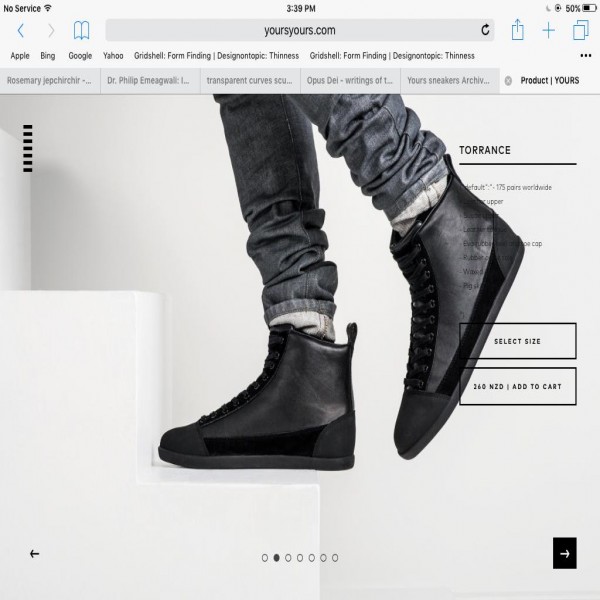 No Service 3:39 PM 50%
yoursyours.com
Apple Bing Google Yahoo Gridshell: Form Finding | Designontopic: Thinness Gridshell: Form Finding | Designontopic: Thinness
Rosemary jepchirchir -... Dr. Philip Emeagwali: I... transparent curves scu... Opus Dei - writings of t... Yours sneakers Archiv... Product | YOURS
TORRANCE
"default":"- 175 pairs worldwide
upper
cap
Rubber
SELECT SIZE
260 NZD | ADD TO CART